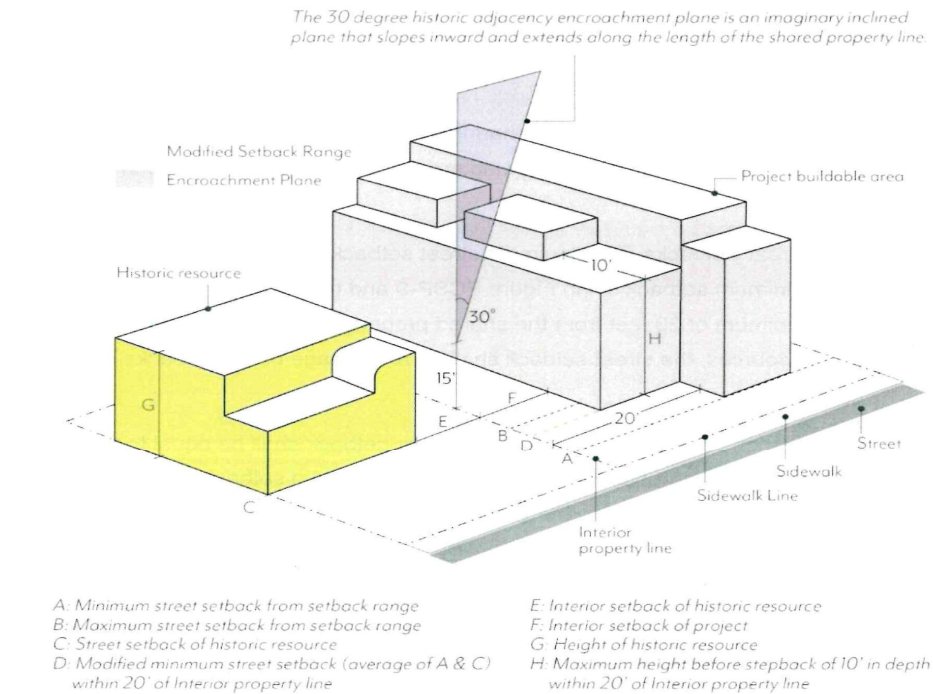 The 30 degree historic adjacency encroachment plane is an imaginary inclined
plane that slopes inward and extends along the length of the shared property line.
Modified Setback Range
Encroachment Plane
Project buildable area
Historic resource
10'
30°
H
15'
G
F
20'
E
B
D
A
Street
Sidewalk
Sidewalk Line
C
Interior
property line
A: Minimum street setback from setback range
B: Maximum street setback from setback range
C: Street setback of historic resource
D: Modified minimum street setback (average of A & C)
within 20' of Interior property line
E: Interior setback of historic resource
F: Interior setback of project
G: Height of historic resource
H: Maximum height before stepback of 10' in depth
within 20' of Interior property line